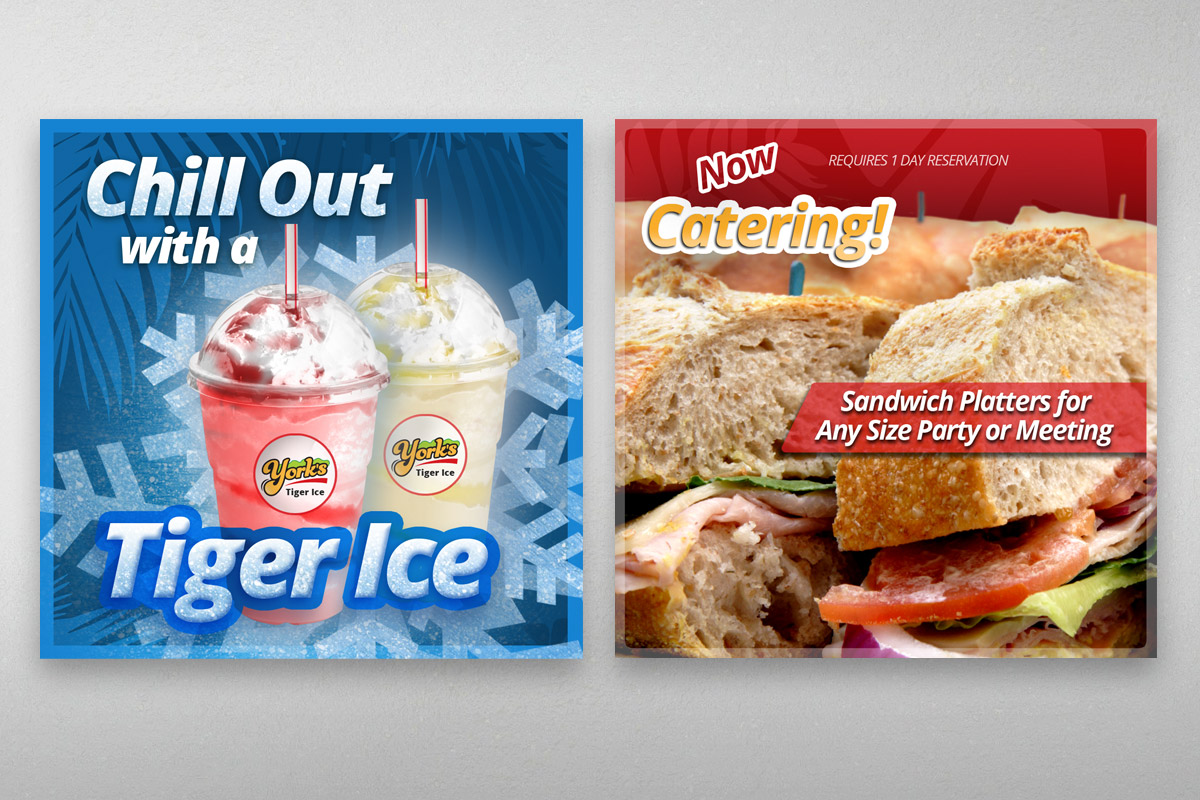 Chill Out
with a
York's
Tiger Ice
York's
Tiger Ice
Tiger Ice
Now
REQUIRES 1 DAY RESERVATION
Catering!
Sandwich Platters for
Any Size Party or Meeting